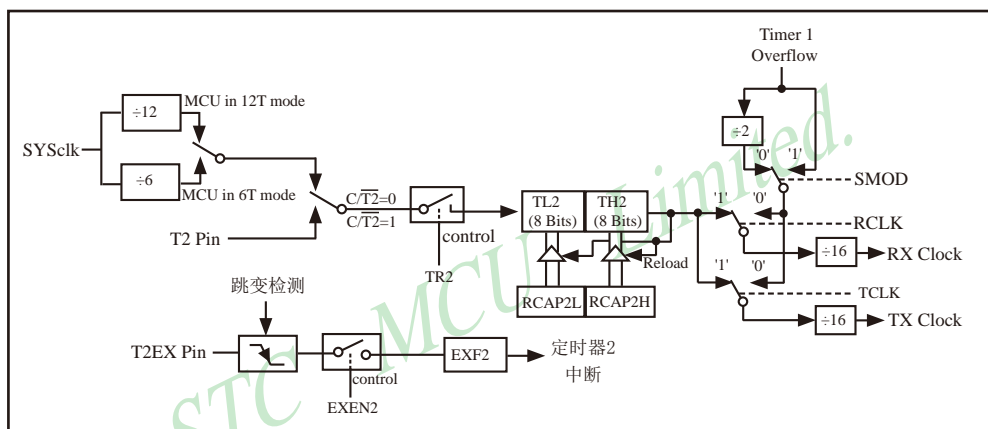 Timer 1
Overflow
÷12
MCU in 12T mode
SYSclk
÷6
MCU in 6T mode
T2 Pin
C/T2=0
C/T2=1
control
TR2
TL2
(8 Bits)
TH2
(8 Bits)
Reload
RCAP2L
RCAP2H
÷2
'0'
'1'
SMOD
'1'
'0'
RCLK
÷16
RX Clock
'1'
'0'
TCLK
÷16
TX Clock
跳变检测
T2EX Pin
control
EXEN2
EXF2
定时器2
中断
STC MCU Limited.